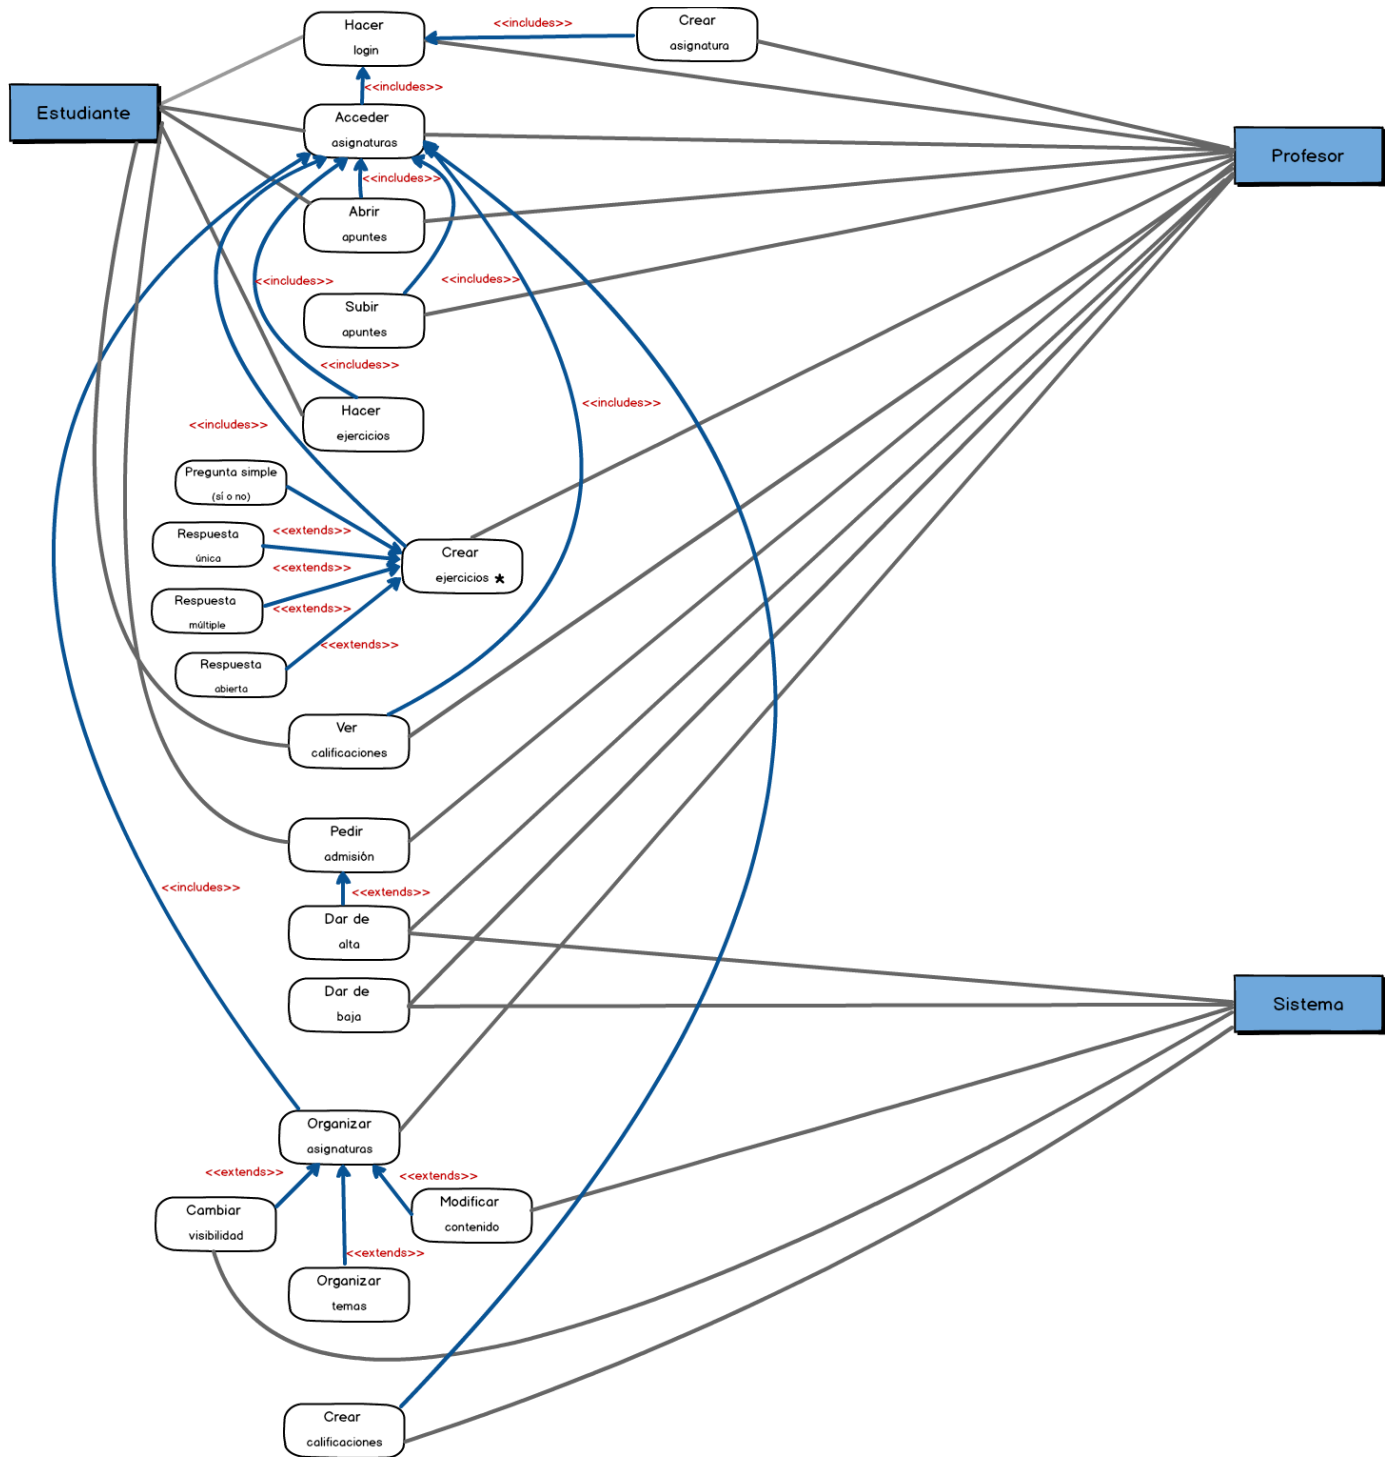 Hacer
login
<<includes>>
Crear
asignatura
<<includes>>
Estudiante
Acceder
asignaturas
Profesor
<<includes>>
Abrir
apuntes
<<includes>>
<<includes>>
Subir
apuntes
<<includes>>
Hacer
ejercicios
<<includes>>
<<includes>>
Pregunta simple
(sí o no)
Respuesta
única
<<extends>>
Crear
ejercicios *
<<extends>>
Respuesta
múltiple
<<extends>>
<<extends>>
Respuesta
abierta
Ver
calificaciones
Pedir
admisión
<<includes>>
<<extends>>
Dar de
alta
Dar de
baja
Sistema
Organizar
asignaturas
<<extends>>
<<extends>>
Cambiar
visibilidad
Modificar
contenido
<<extends>>
Organizar
temas
Crear
calificaciones